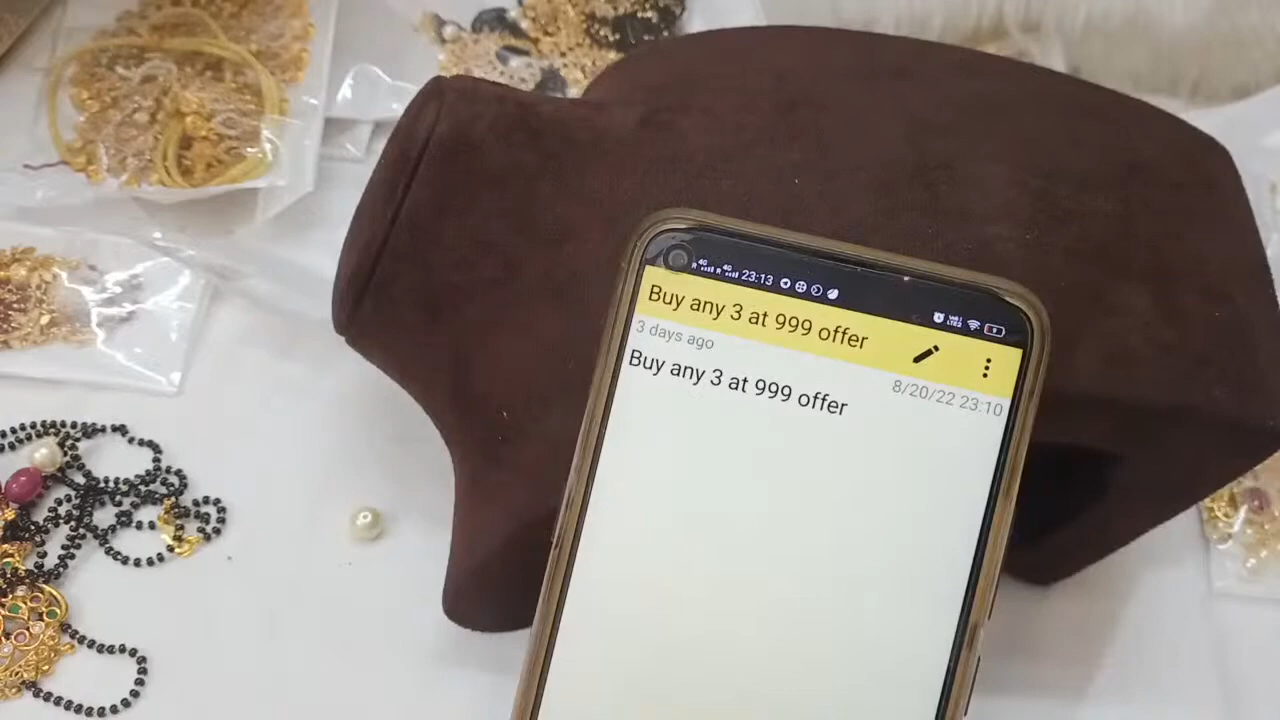 23:13
Buy any 3 at 999 offer
3 days ago
8/20/22 23:10
Buy any 3 at 999 offer